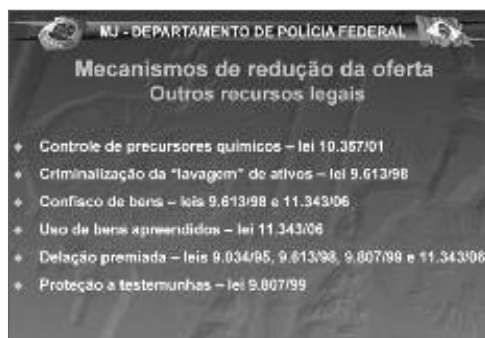 MJ - DEPARTAMENTO DE POLÍCIA FEDERAL
Mecanismos de redução da oferta
Outros recursos legais
Controle de precursores químicos – lei 10.357/01
Criminalização da "lavagem" de ativos – lei 9.613/98
Confisco de bens – leis 9.613/98 e 11.343/06
Uso de bens apreendidos – lei 11.343/06
Delação premiada – leis 9.034/95, 9.613/98, 9.807/99 e 11.343/06
Proteção a testemunhas – lei 9.807/99